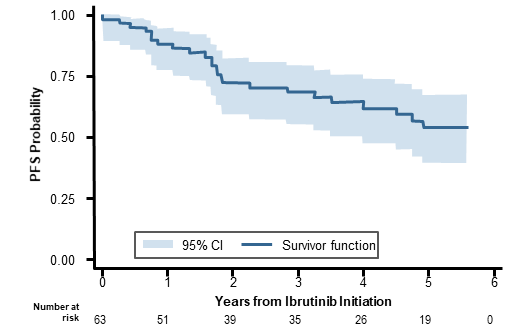 1.00
0.75
0.50
0.25
0.00
PFS Probability
95% CI Survivor function
0 1 2 3 4 5 6
Years from Ibrutinib Initiation
Number at
risk 63 51 39 35 26 19 0